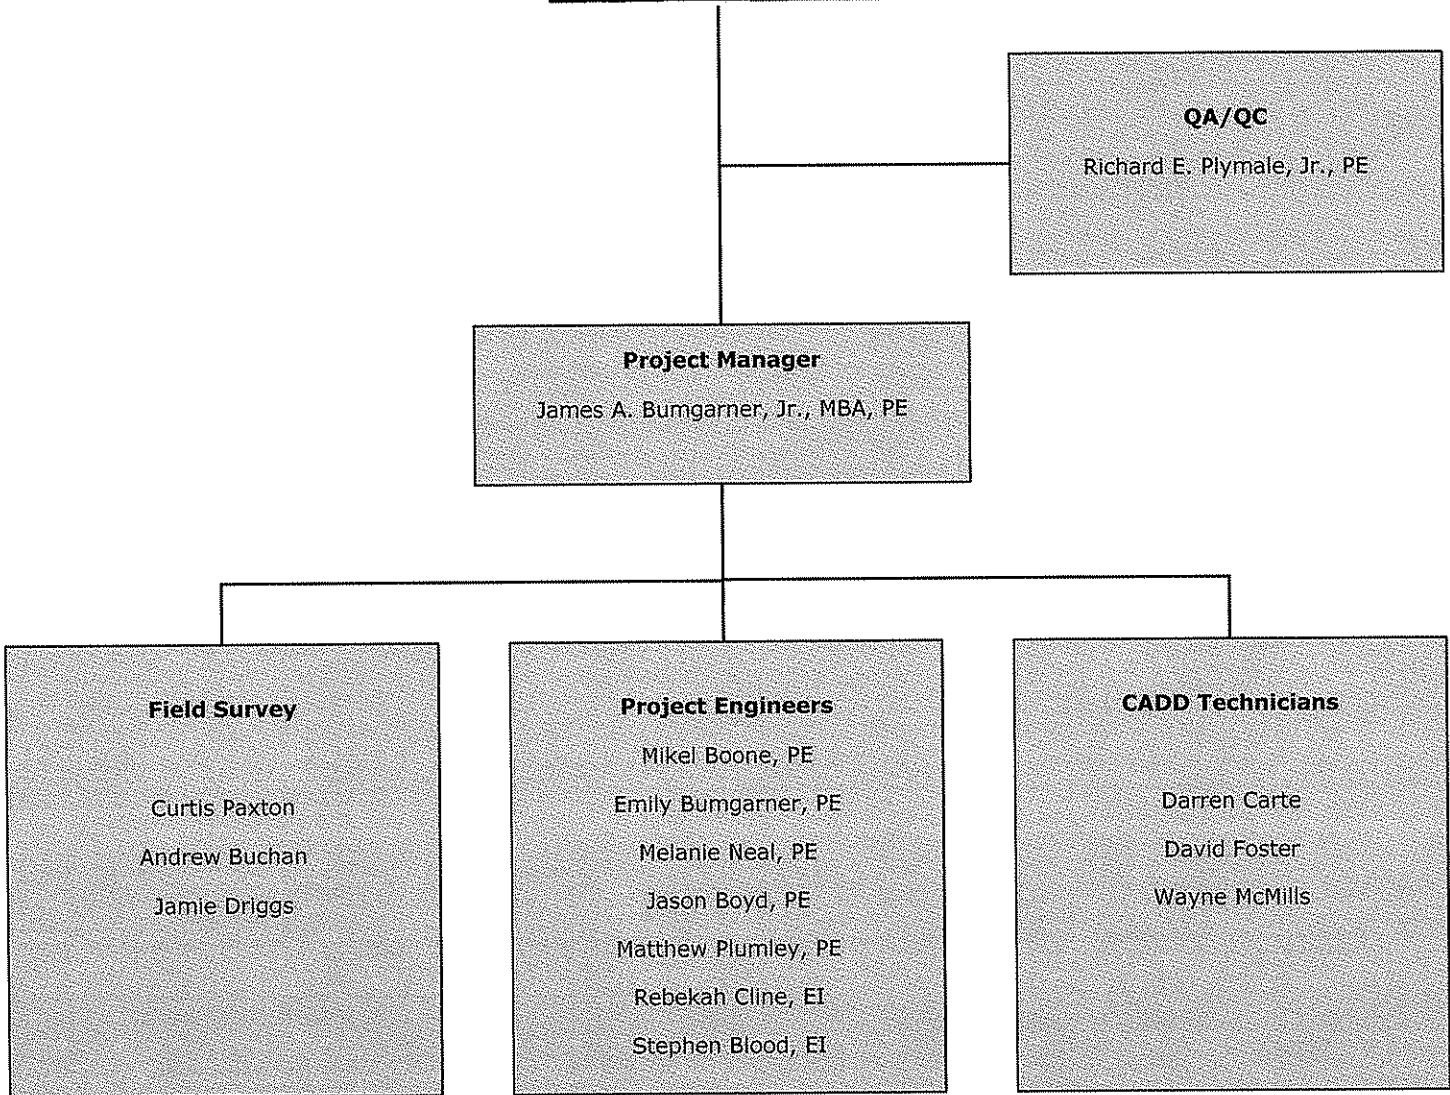 QA/QC
Richard E. Plymale, Jr., PE
Project Manager
James A. Bumgarner, Jr., MBA, PE
Field Survey
Curtis Paxton
Andrew Buchan
Jamie Driggs
Project Engineers
Mikel Boone, PE
Emily Bumgarner, PE
Melanie Neal, PE
Jason Boyd, PE
Matthew Plumley, PE
Rebekah Cline, EI
Stephen Blood, EI
CADD Technicians
Darren Carte
David Foster
Wayne McMills